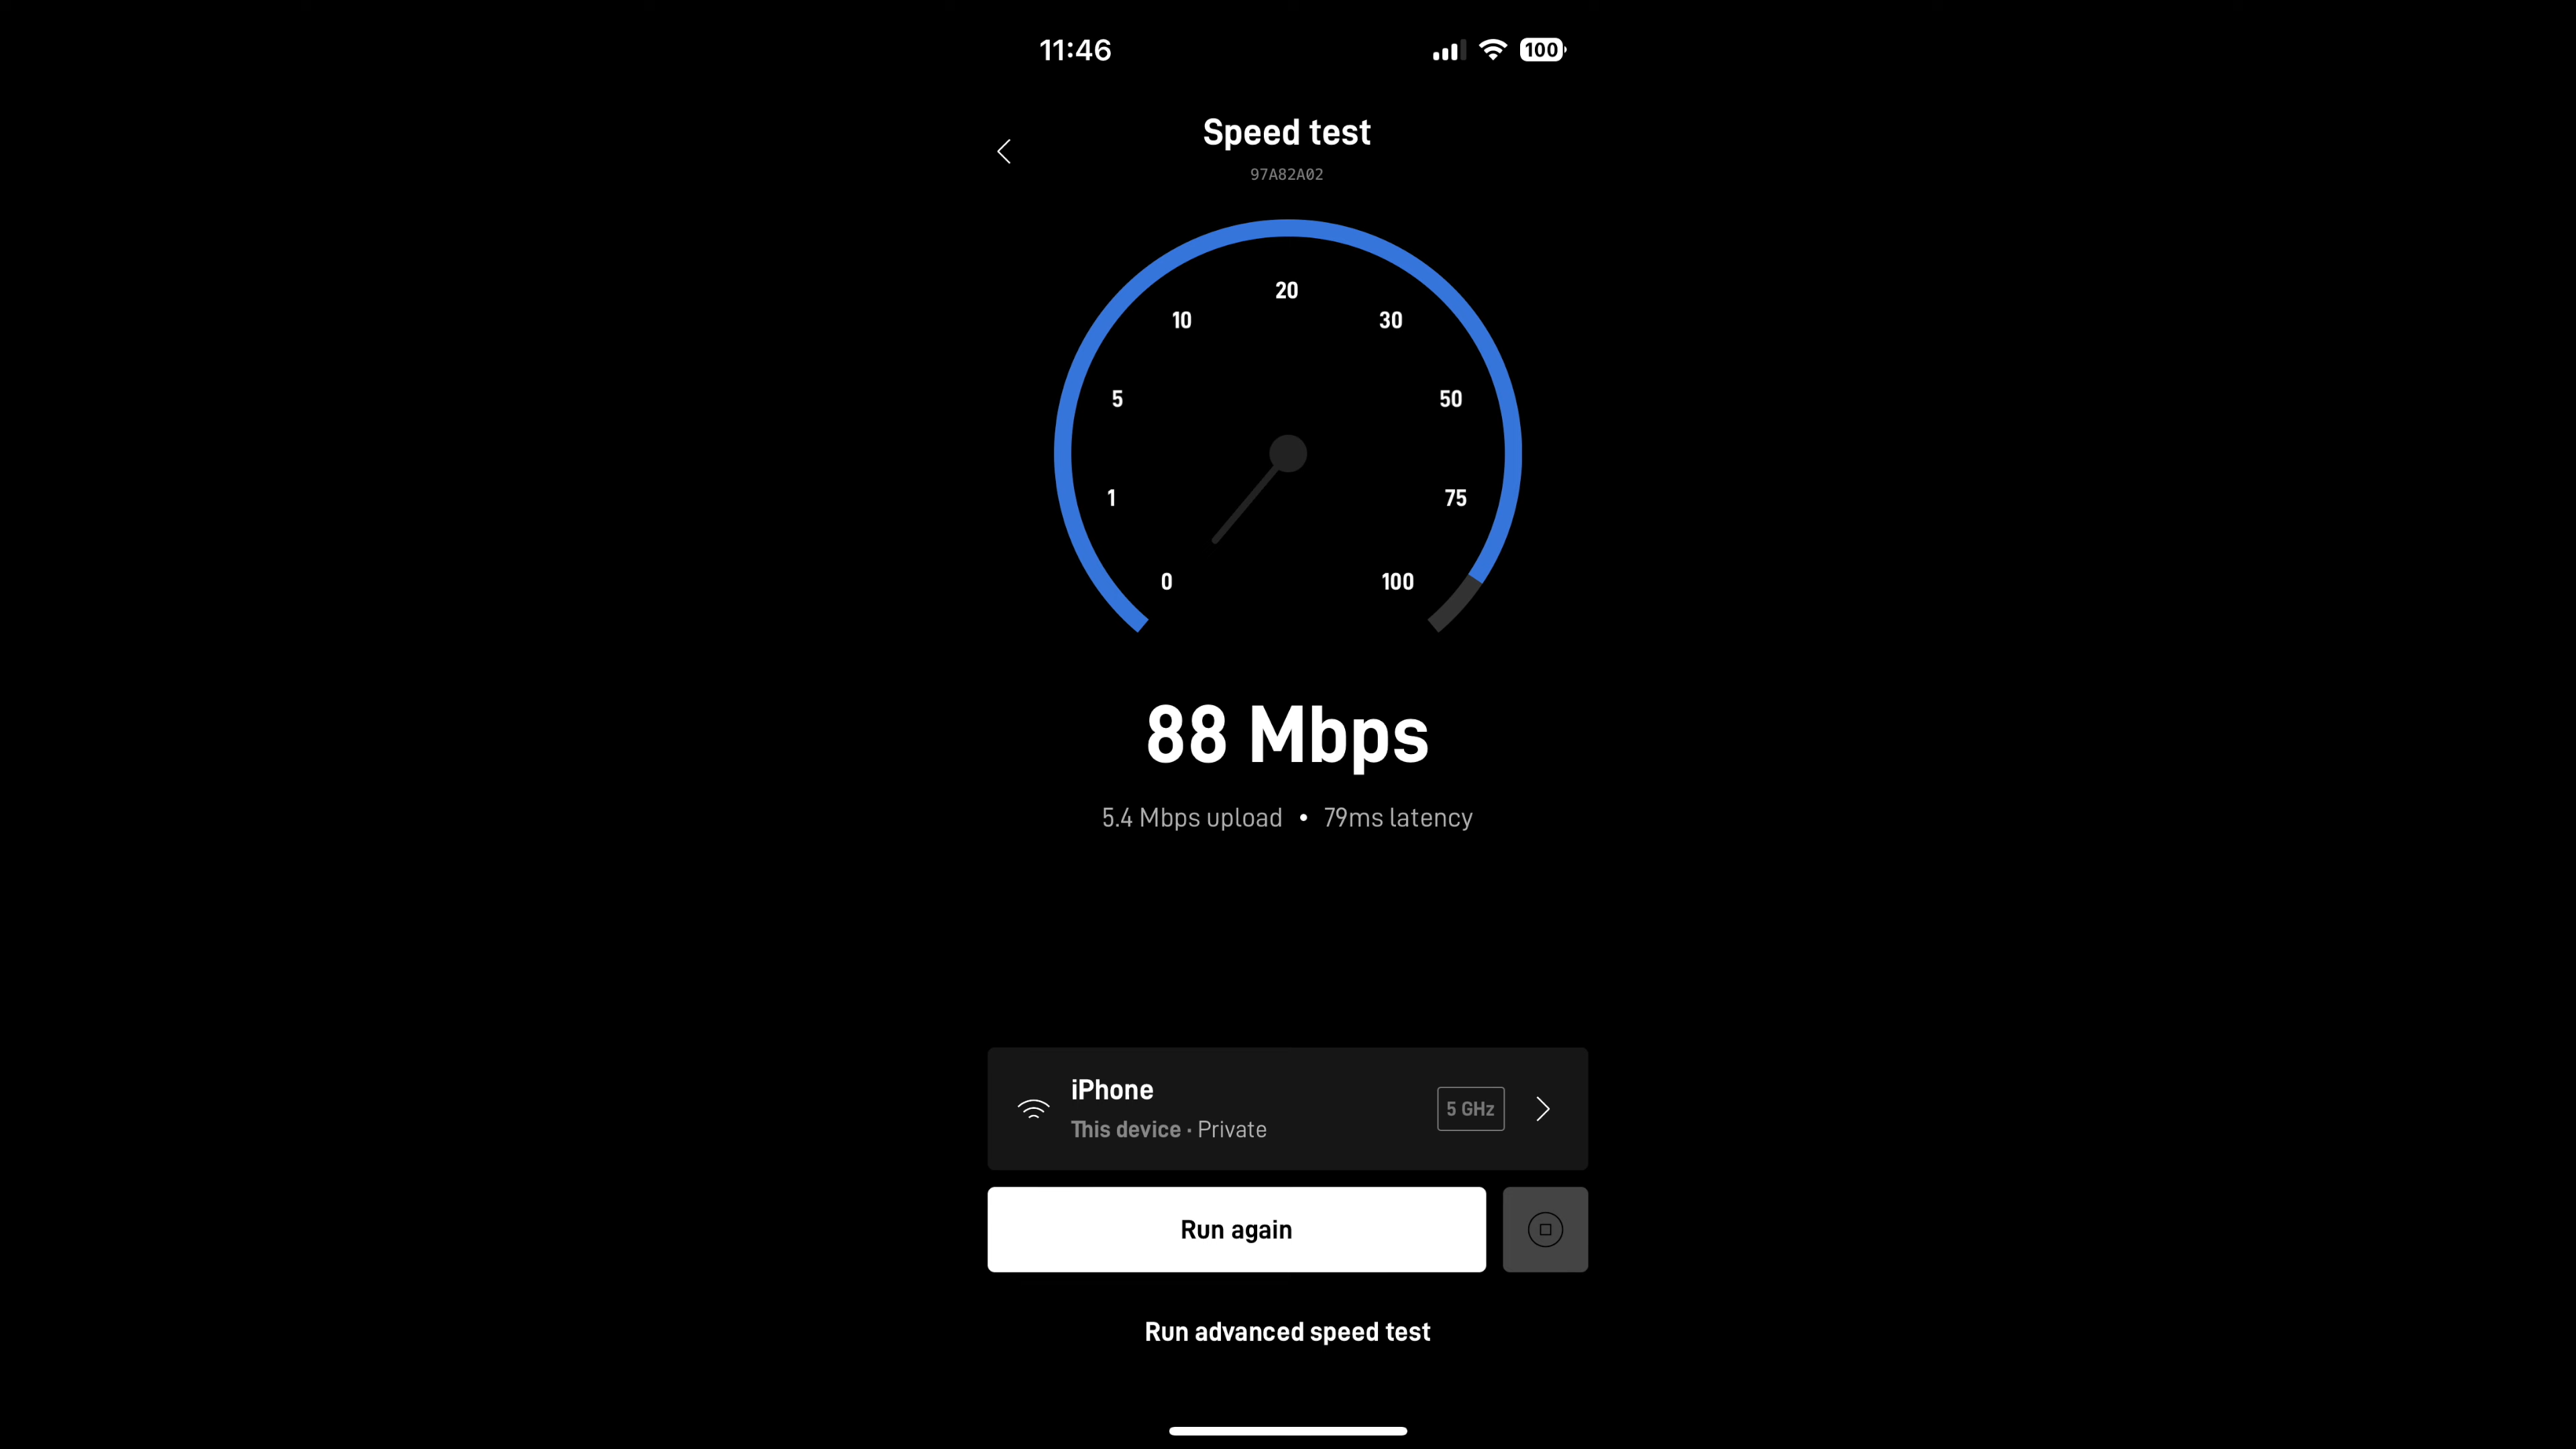 11:46
100
Speed test
97A82A02
20
10
30
5
50
1
75
0
100
88 Mbps
5.4 Mbps upload • 79ms latency
iPhone
This device · Private
5 GHz
Run again
Run advanced speed test